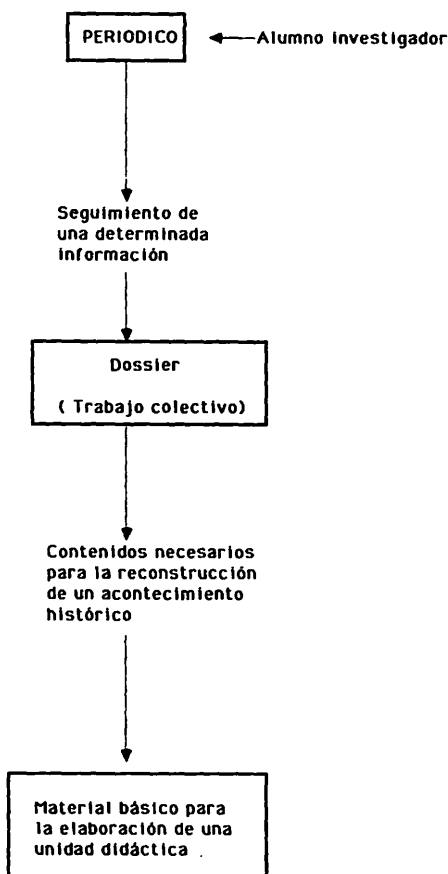 PERIODICO
Alumno investigador
Seguimiento de
una determinada
información
Dossier
( Trabajo colectivo)
Contenidos necesarios
para la reconstrucción
de un acontecimiento
histórico
Material básico para
la elaboración de una
unidad didáctica